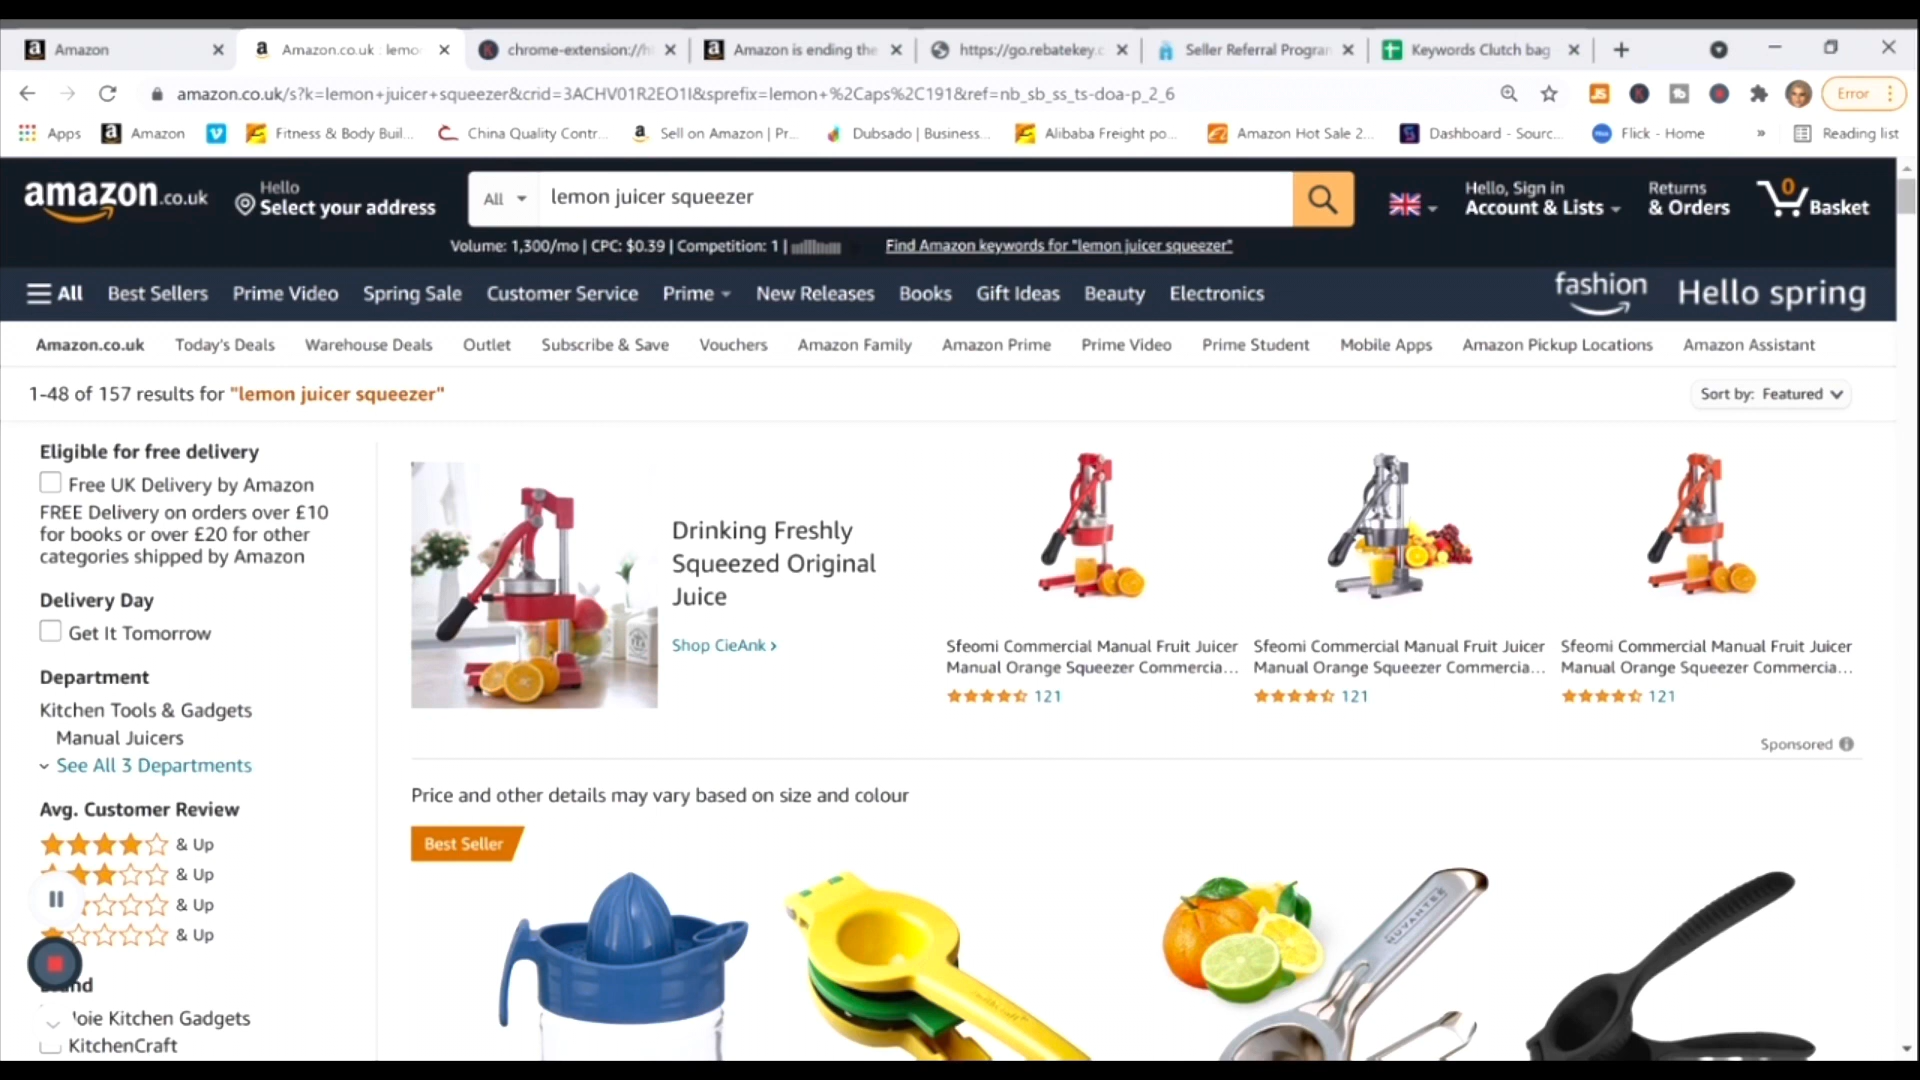 Amazon
Amazon.co.uk : lemo
chrome-extension://h
Amazon is ending the
https://go.rebatekey.c
Seller Referral Progran
Keywords Clutch bag
amazon.co.uk/s?k=lemon+juicer+squeezer&crid=3ACHV01R2EO1I&sprefix=lemon+%2Caps%2C191&ref=nb_sb_ss_ts-doa-p_2_6
Error
Apps
Amazon
Fitness & Body Buil...
China Quality Contr...
Sell on Amazon | Pr...
Dubsado | Business...
Alibaba Freight po...
Amazon Hot Sale 2...
Dashboard - Sourc...
Flick - Home
»
Reading list
amazon.co.uk
Hello
Select your address
All
lemon juicer squeezer
Hello, Sign in
Account & Lists
Returns
& Orders
0
Basket
Volume: 1,300/mo | CPC: $0.39 | Competition: 1 |
Find Amazon keywords for "lemon juicer squeezer"
All
Best Sellers
Prime Video
Spring Sale
Customer Service
Prime
New Releases
Books
Gift Ideas
Beauty
Electronics
fashion
Hello spring
Amazon.co.uk
Today's Deals
Warehouse Deals
Outlet
Subscribe & Save
Vouchers
Amazon Family
Amazon Prime
Prime Video
Prime Student
Mobile Apps
Amazon Pickup Locations
Amazon Assistant
1-48 of 157 results for "lemon juicer squeezer"
Sort by: Featured
Eligible for free delivery
Free UK Delivery by Amazon
FREE Delivery on orders over £10
for books or over £20 for other
categories shipped by Amazon
Delivery Day
Get It Tomorrow
Department
Kitchen Tools & Gadgets
Manual Juicers
See All 3 Departments
Avg. Customer Review
& Up
& Up
& Up
& Up
Joie Kitchen Gadgets
KitchenCraft
Drinking Freshly
Squeezed Original
Juice
Shop CieAnk ›
Sfeomi Commercial Manual Fruit Juicer
Manual Orange Squeezer Commercia...
121
Sfeomi Commercial Manual Fruit Juicer
Manual Orange Squeezer Commercia...
121
Sfeomi Commercial Manual Fruit Juicer
Manual Orange Squeezer Commercia...
121
Sponsored
Price and other details may vary based on size and colour
Best Seller
NUVANTEE